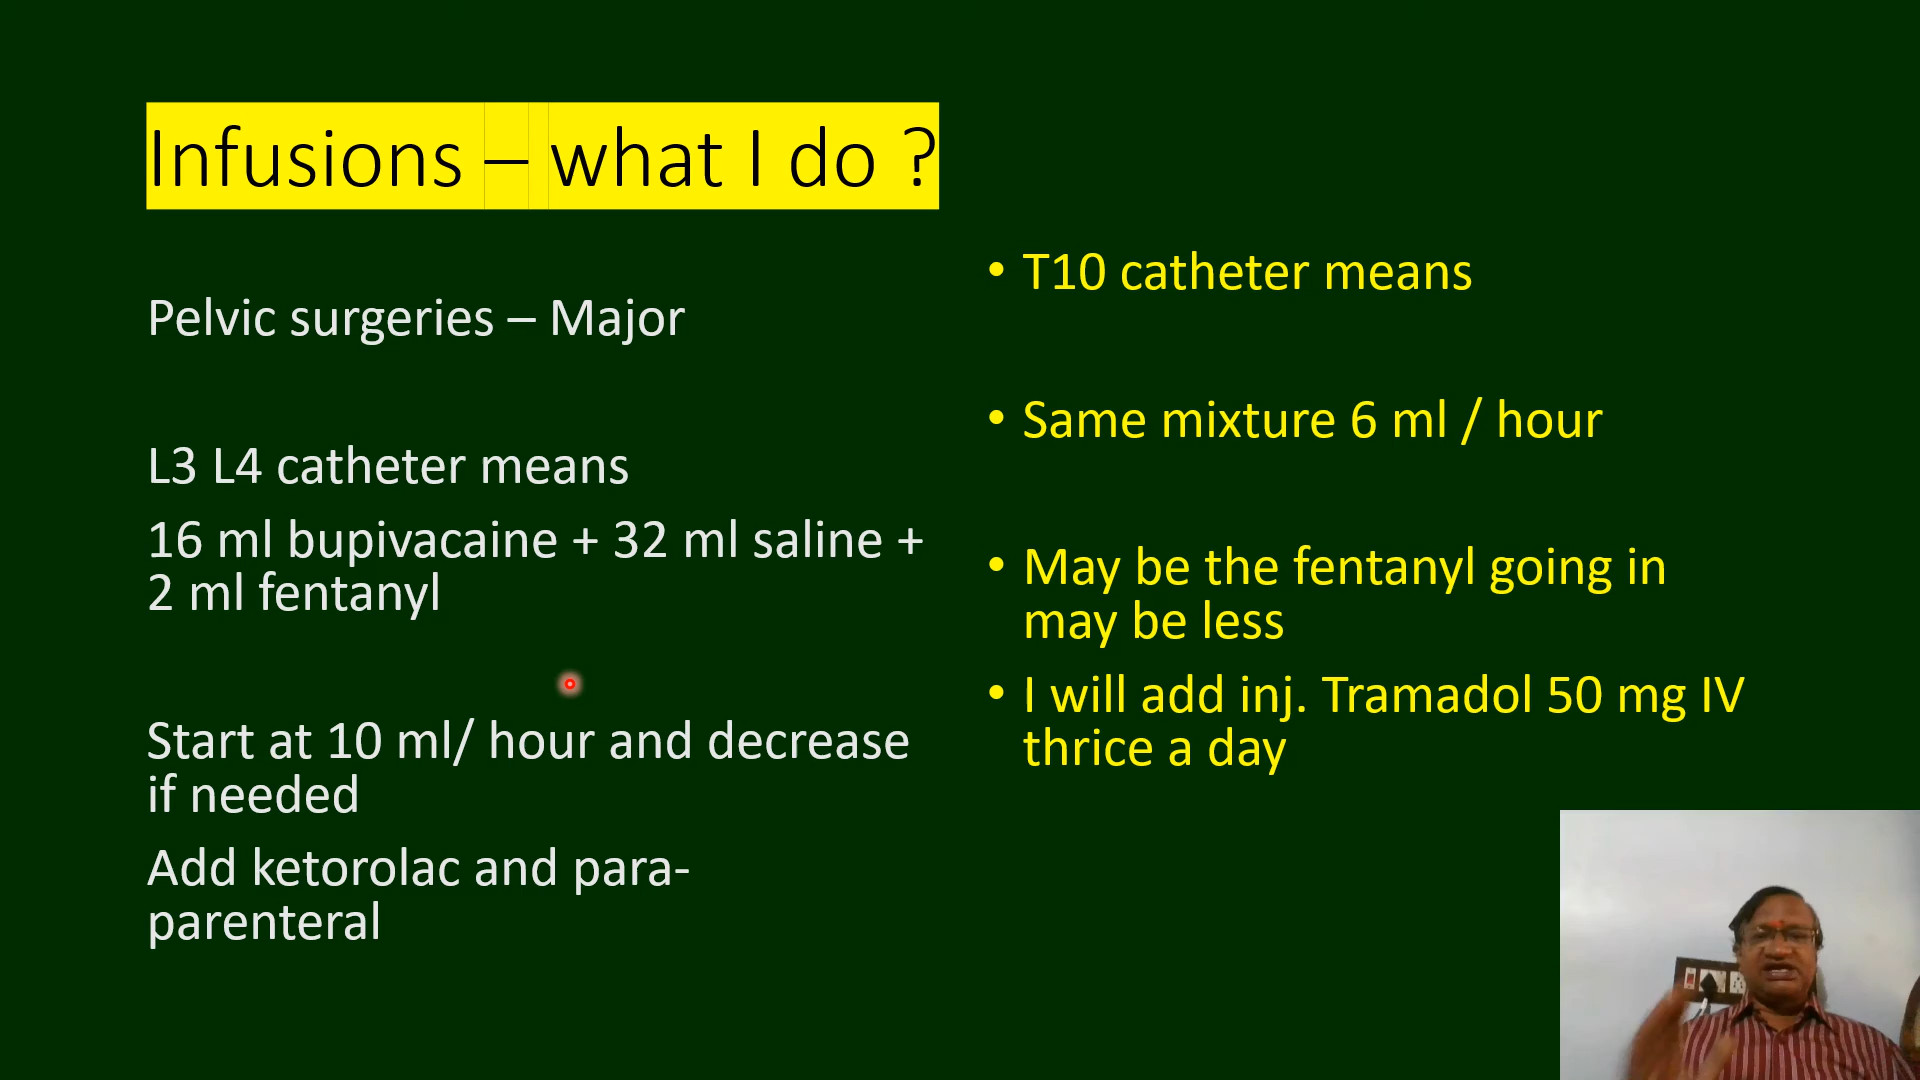 Infusions – what I do ?
Pelvic surgeries – Major
L3 L4 catheter means
16 ml bupivacaine + 32 ml saline +
2 ml fentanyl
Start at 10 ml/ hour and decrease
if needed
Add ketorolac and para-
parenteral
• T10 catheter means
• Same mixture 6 ml / hour
• May be the fentanyl going in
may be less
• I will add inj. Tramadol 50 mg IV
thrice a day